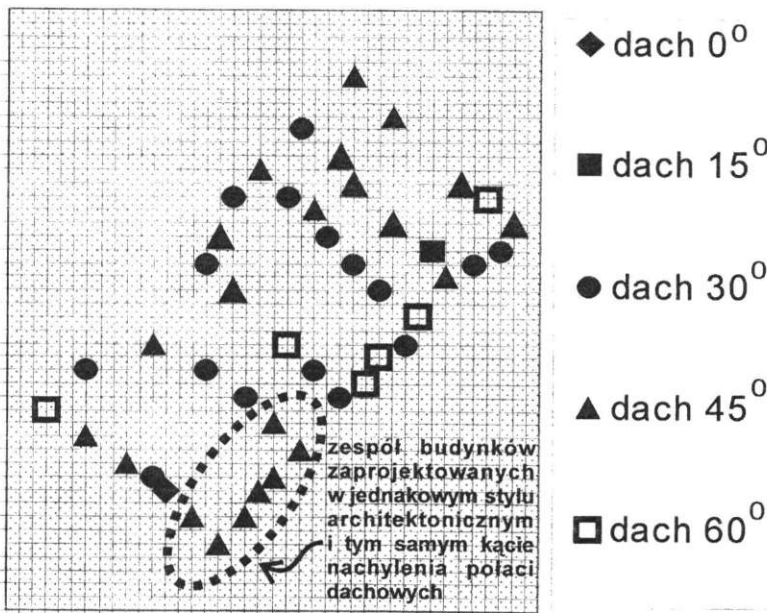 dach 0°
dach 15°
dach 30°
dach 45°
dach 60°
zespół budynków
zaprojektowanych
w jednakowym stylu
architektonicznym
i tym samym kącie
nachylenia połaci
dachowych